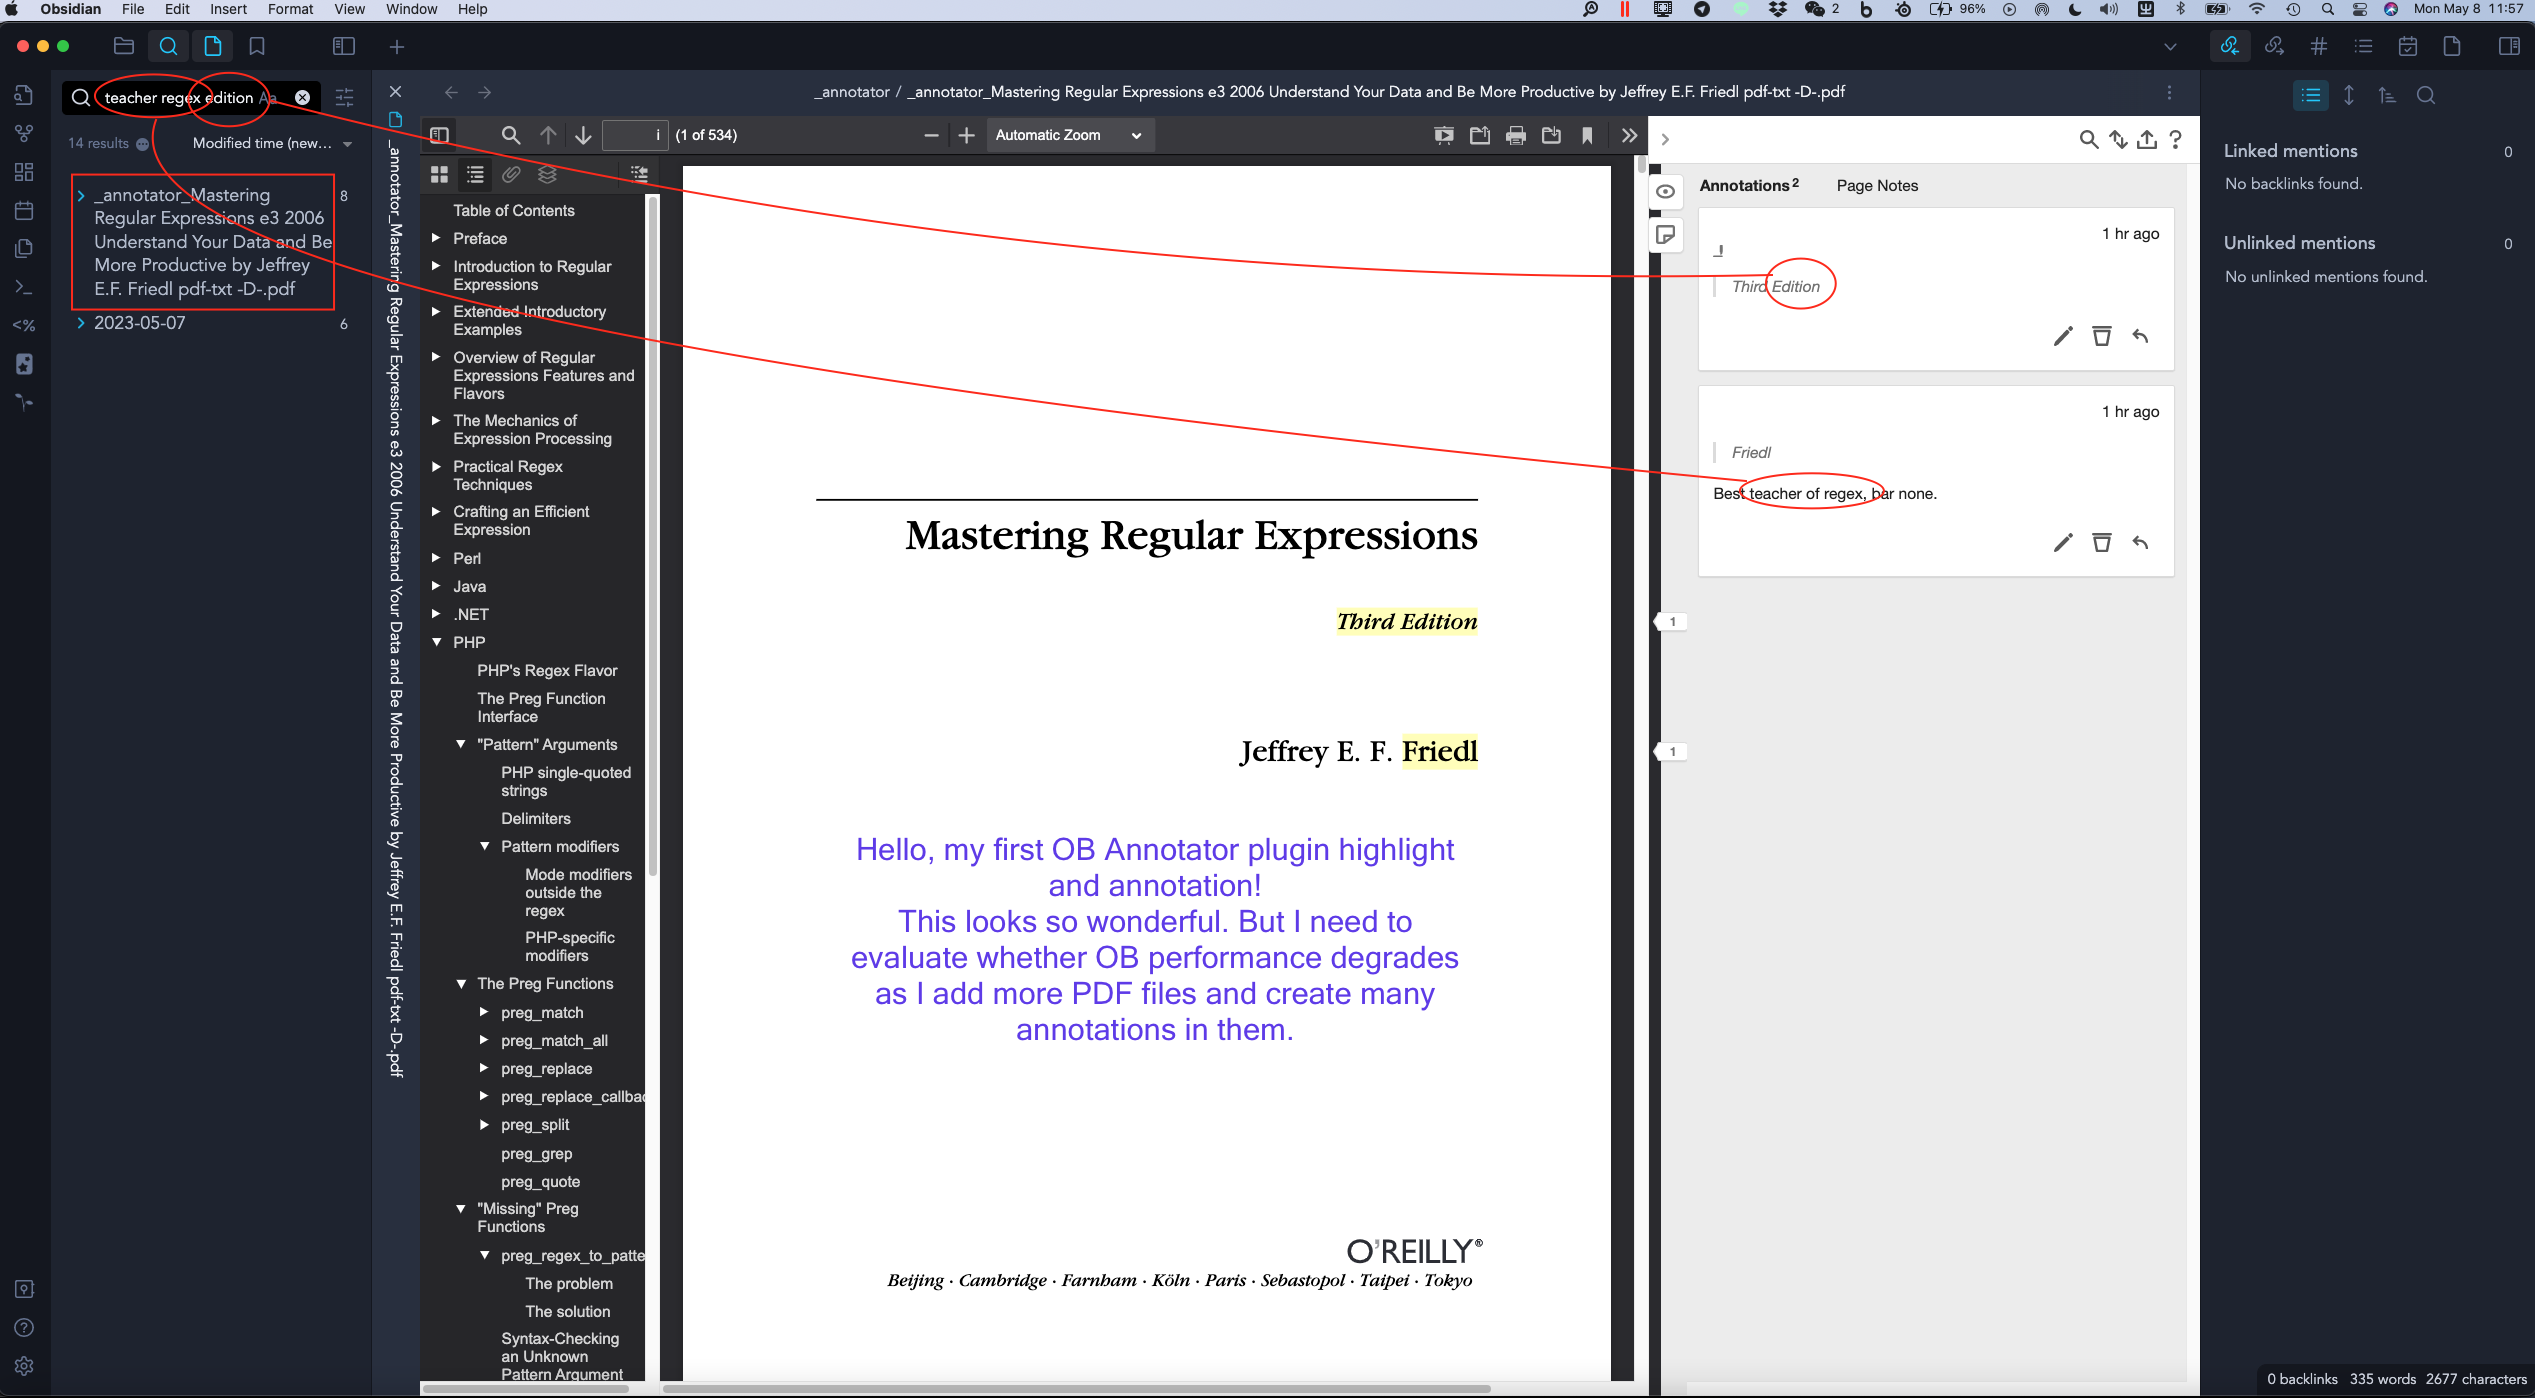 Obsidian File Edit Insert Format View Window Help
2 96% Mon May 8 11:57
teacher regex edition Aa
14 results Modified time (new...
_annotator_Mastering
Regular Expressions e3 2006
Understand Your Data and Be
More Productive by Jeffrey
E.F. Friedl pdf-txt -D-.pdf
8
2023-05-07 6
_annotator_Mastering Regular Expressions e3 2006 Understand Your Data and Be More Productive by Jeffrey E.F. Friedl pdf-txt -D-.pdf
_annotator / _annotator_Mastering Regular Expressions e3 2006 Understand Your Data and Be More Productive by Jeffrey E.F. Friedl pdf-txt -D-.pdf
i (1 of 534) Automatic Zoom
Table of Contents
Preface
Introduction to Regular
Expressions
Extended Introductory
Examples
Overview of Regular
Expressions Features and
Flavors
The Mechanics of
Expression Processing
Practical Regex
Techniques
Crafting an Efficient
Expression
Perl
Java
.NET
PHP
PHP's Regex Flavor
The Preg Function
Interface
"Pattern" Arguments
PHP single-quoted
strings
Delimiters
Pattern modifiers
Mode modifiers
outside the
regex
PHP-specific
modifiers
The Preg Functions
preg_match
preg_match_all
preg_replace
preg_replace_callbac
preg_split
preg_grep
preg_quote
"Missing" Preg
Functions
preg_regex_to_patte
The problem
The solution
Syntax-Checking
an Unknown
Pattern Argument
Mastering Regular Expressions
Third Edition
Jeffrey E. F. Friedl
Hello, my first OB Annotator plugin highlight
and annotation!
This looks so wonderful. But I need to
evaluate whether OB performance degrades
as I add more PDF files and create many
annotations in them.
O'REILLY®
Beijing · Cambridge · Farnham · Köln · Paris · Sebastopol · Taipei · Tokyo
Annotations 2 Page Notes
1 hr ago
Third Edition
1 hr ago
Friedl
Best teacher of regex, bar none.
1
1
Linked mentions 0
No backlinks found.
Unlinked mentions 0
No unlinked mentions found.
0 backlinks 335 words 2677 characters